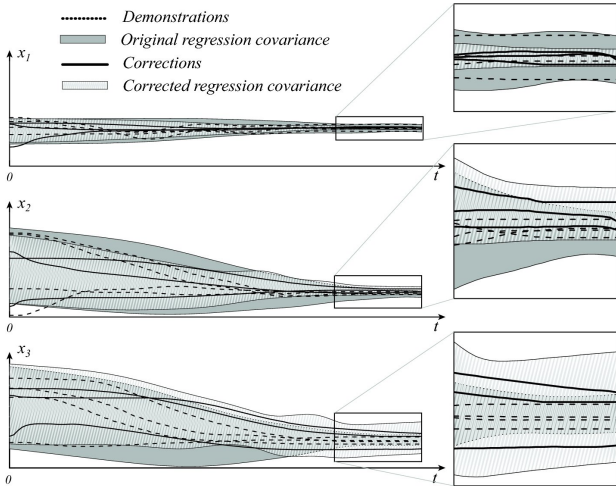 Demonstrations
Original regression covariance
Corrections
Corrected regression covariance
x1
0
t
x2
0
t
x3
0
t